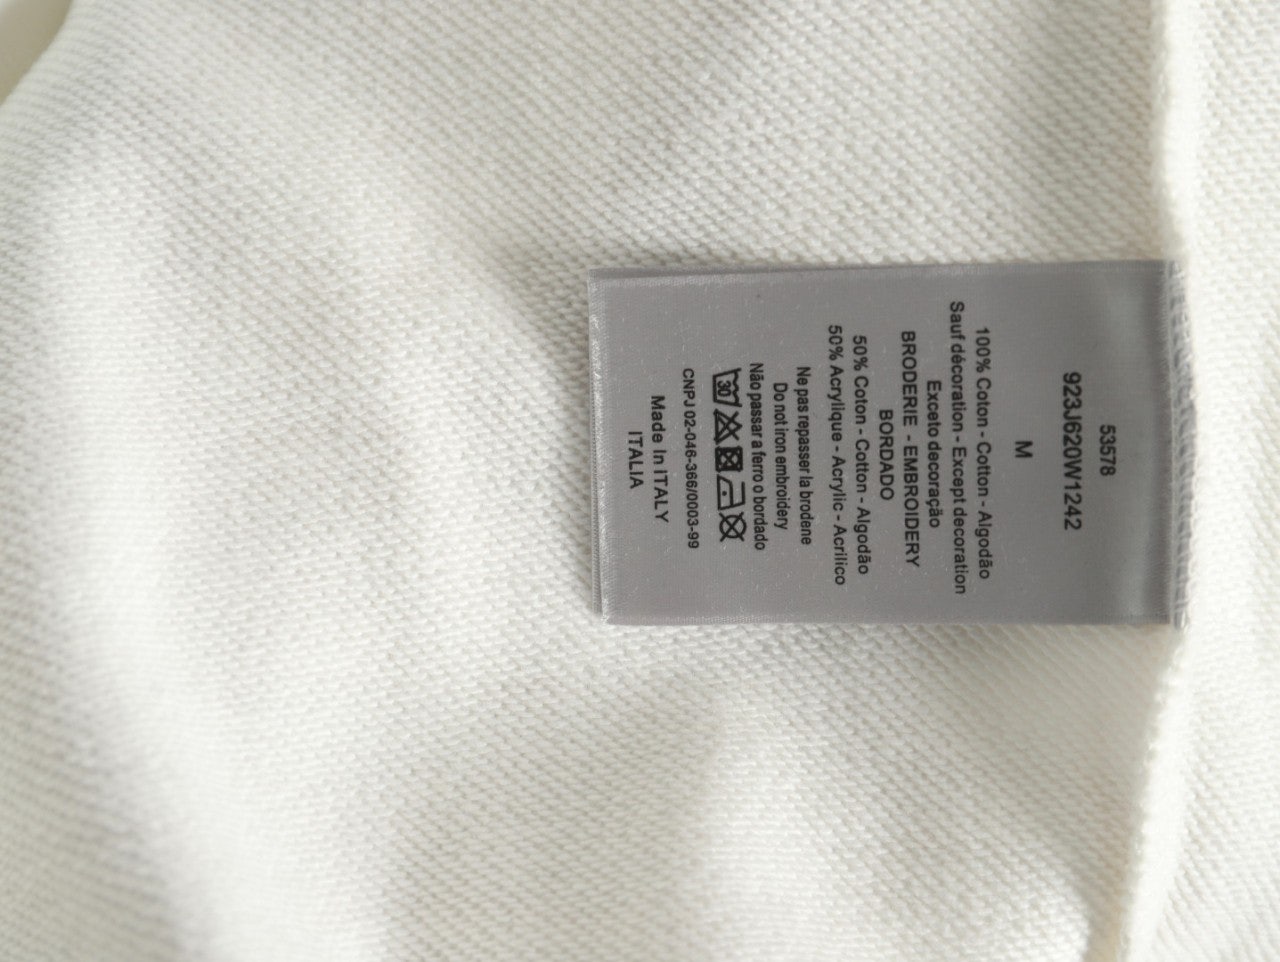 53578
923J620W1242
M
100% Coton - Cotton - Algodão
Sauf décoration - Except decoration
Exceto decoração
BRODERIE - EMBROIDERY
BORDADO
50% Coton - Cotton - Algodão
50% Acrylique - Acrylic - Acrilico
Ne pas repasser la brodene
Do not iron embroidery
Não passar a ferro o bordado
30
CNPJ 02-046-366/0003-99
Made In ITALY
ITALIA